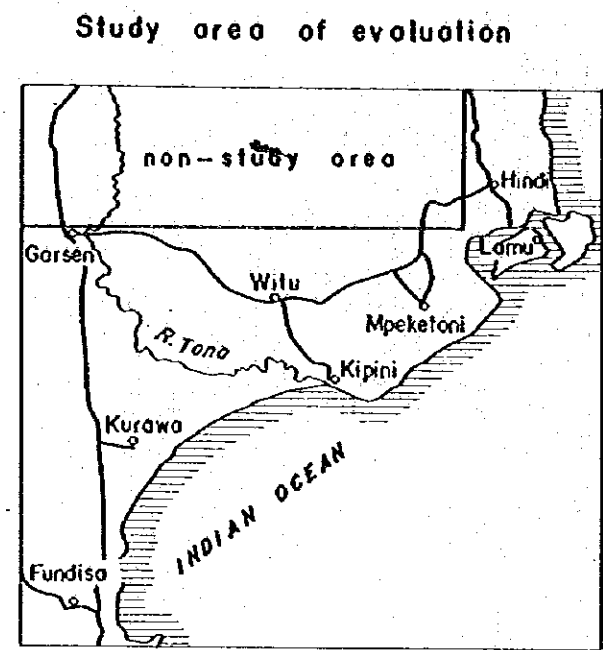 Study area of evaluation
non-study area
Hindi
Garsen
Lamu
Witu
Mpeketoni
R. Tana
Kipini
Kurawa
INDIAN OCEAN
Fundisa